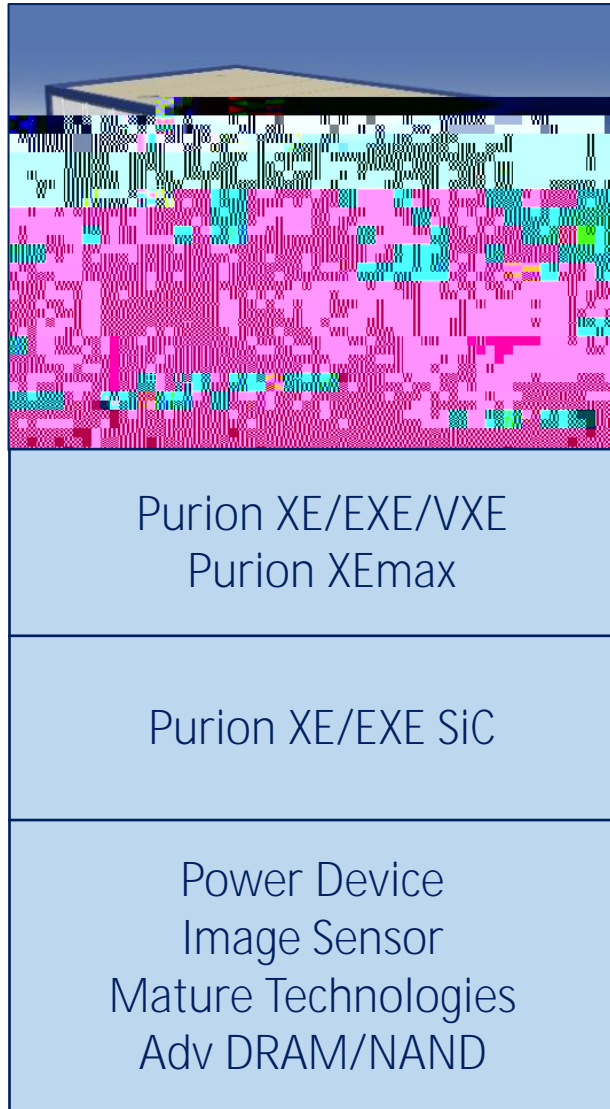 Purion XE/EXE/VXE
Purion XEmax
Purion XE/EXE SiC
Power Device
Image Sensor
Mature Technologies
Adv DRAM/NAND